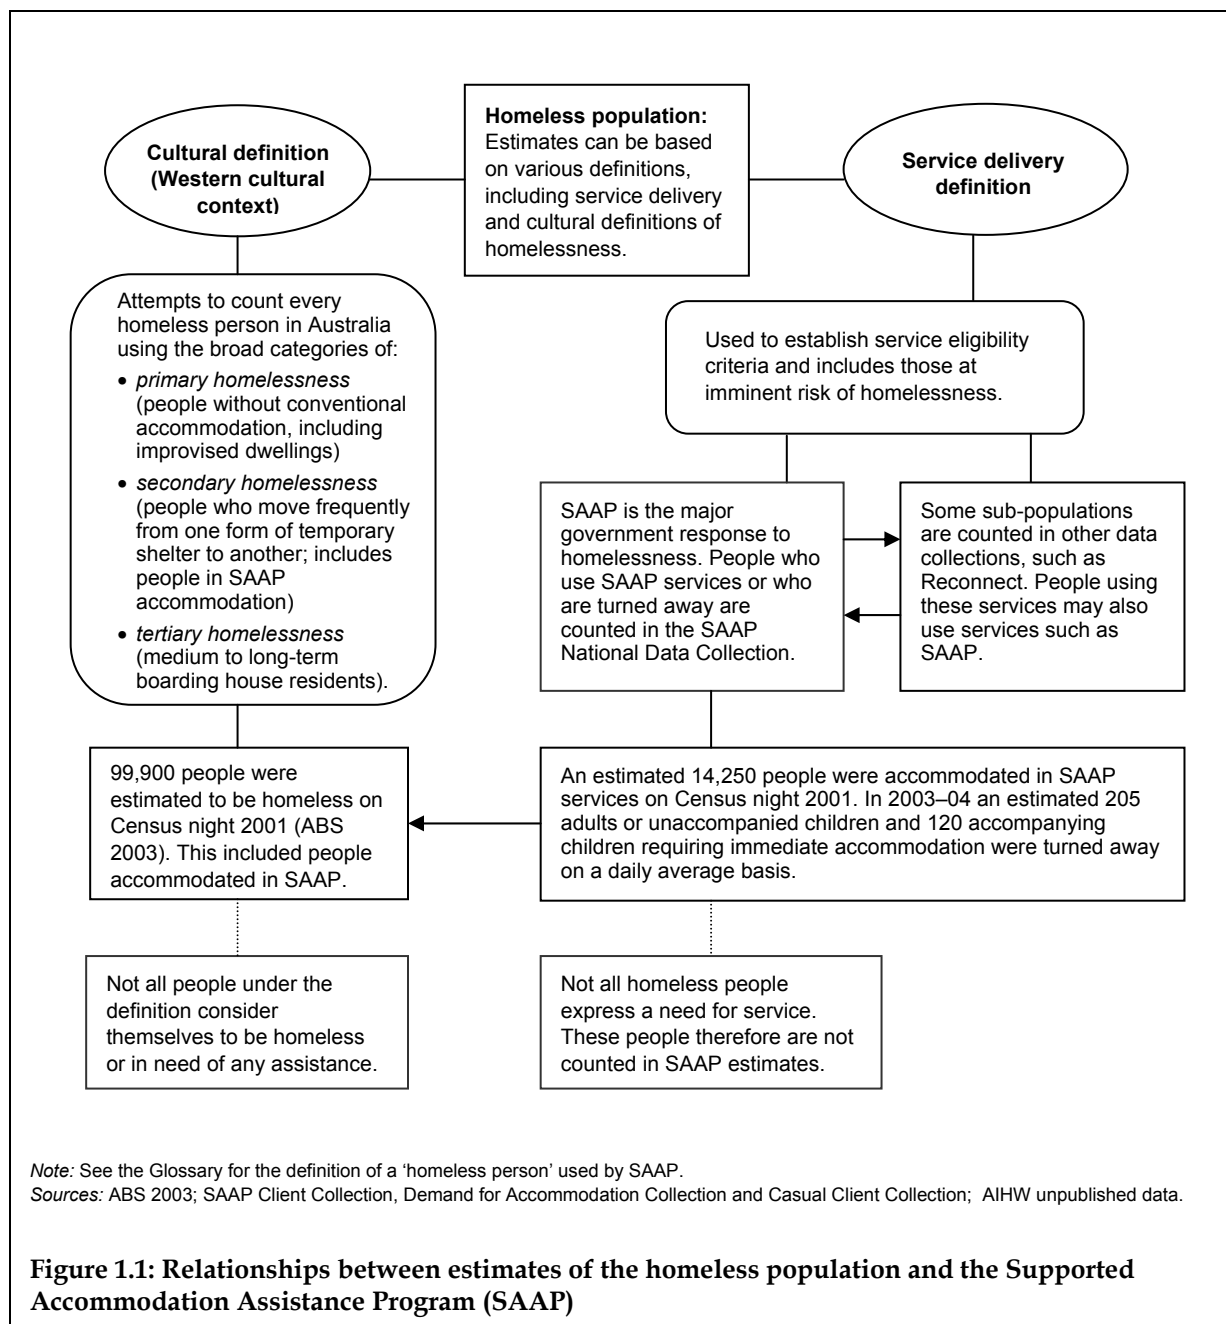 Homeless population:
Estimates can be based
on various definitions,
including service delivery
and cultural definitions of
homelessness.
Cultural definition
(Western cultural
context)
Service delivery
definition
Attempts to count every
homeless person in Australia
using the broad categories of:
• primary homelessness
(people without conventional
accommodation, including
improvised dwellings)
• secondary homelessness
(people who move frequently
from one form of temporary
shelter to another; includes
people in SAAP
accommodation)
• tertiary homelessness
(medium to long-term
boarding house residents).
Used to establish service eligibility
criteria and includes those at
imminent risk of homelessness.
SAAP is the major
government response to
homelessness. People who
use SAAP services or who
are turned away are
counted in the SAAP
National Data Collection.
Some sub-populations
are counted in other data
collections, such as
Reconnect. People using
these services may also
use services such as
SAAP.
99,900 people were
estimated to be homeless on
Census night 2001 (ABS
2003). This included people
accommodated in SAAP.
An estimated 14,250 people were accommodated in SAAP
services on Census night 2001. In 2003–04 an estimated 205
adults or unaccompanied children and 120 accompanying
children requiring immediate accommodation were turned away
on a daily average basis.
Not all people under the
definition consider
themselves to be homeless
or in need of any assistance.
Not all homeless people
express a need for service.
These people therefore are not
counted in SAAP estimates.
Note: See the Glossary for the definition of a ‘homeless person’ used by SAAP.
Sources: ABS 2003; SAAP Client Collection, Demand for Accommodation Collection and Casual Client Collection; AIHW unpublished data.
Figure 1.1: Relationships between estimates of the homeless population and the Supported
Accommodation Assistance Program (SAAP)